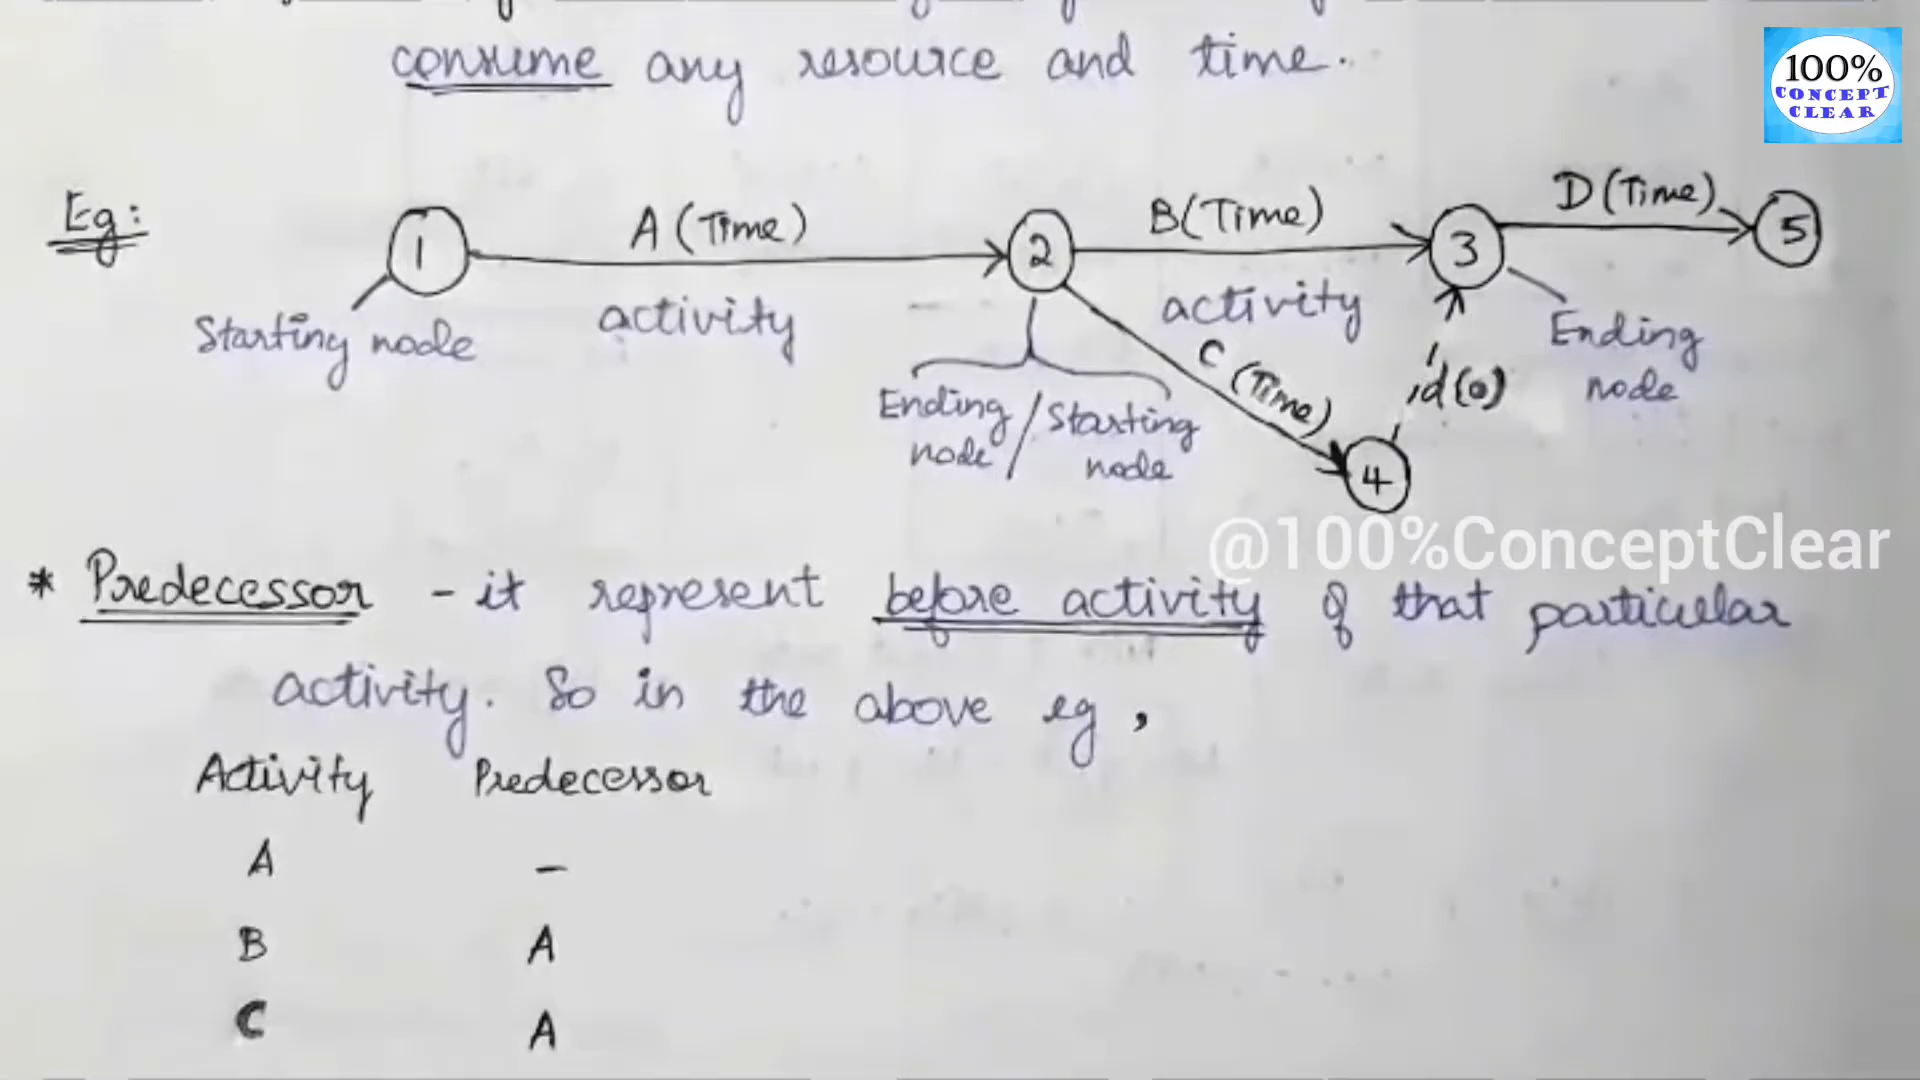 consume any resource and time.
100%
CONCEPT
CLEAR
Eg:
1
A (Time)
2
B(Time)
3
D (Time)
5
Starting node
activity
activity
Ending
node
C (Time)
d(0)
Ending
node
/
Starting
node
4
@100%ConceptClear
* Predecessor - it represent before activity of that particular
activity. So in the above eg,
Activity Predecessor
A -
B A
C A